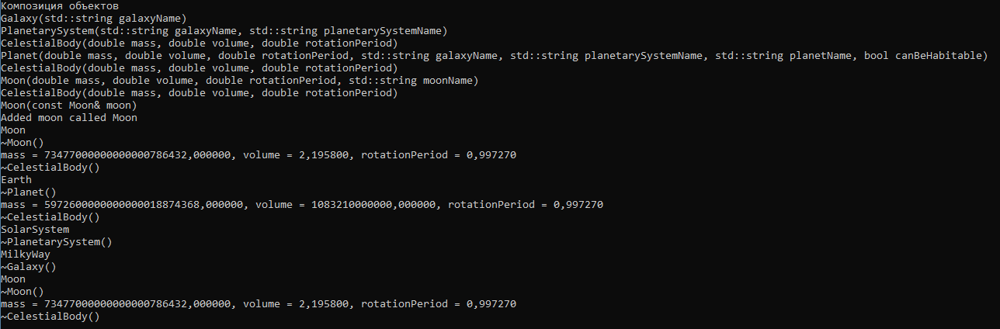 Композиция объектов
Galaxy(std::string galaxyName)
PlanetarySystem(std::string galaxyName, std::string planetarySystemName)
CelestialBody(double mass, double volume, double rotationPeriod)
Planet(double mass, double volume, double rotationPeriod, std::string galaxyName, std::string planetarySystemName, std::string planetName, bool canBeHabitable)
CelestialBody(double mass, double volume, double rotationPeriod)
Moon(double mass, double volume, double rotationPeriod, std::string moonName)
CelestialBody(double mass, double volume, double rotationPeriod)
Moon(const Moon& moon)
Added moon called Moon
Moon
~Moon()
mass = 73477000000000000786432,000000, volume = 2,195800, rotationPeriod = 0,997270
~CelestialBody()
Earth
~Planet()
mass = 5972600000000000018874368,000000, volume = 1083210000000,000000, rotationPeriod = 0,997270
~CelestialBody()
SolarSystem
~PlanetarySystem()
MilkyWay
~Galaxy()
Moon
~Moon()
mass = 73477000000000000786432,000000, volume = 2,195800, rotationPeriod = 0,997270
~CelestialBody()